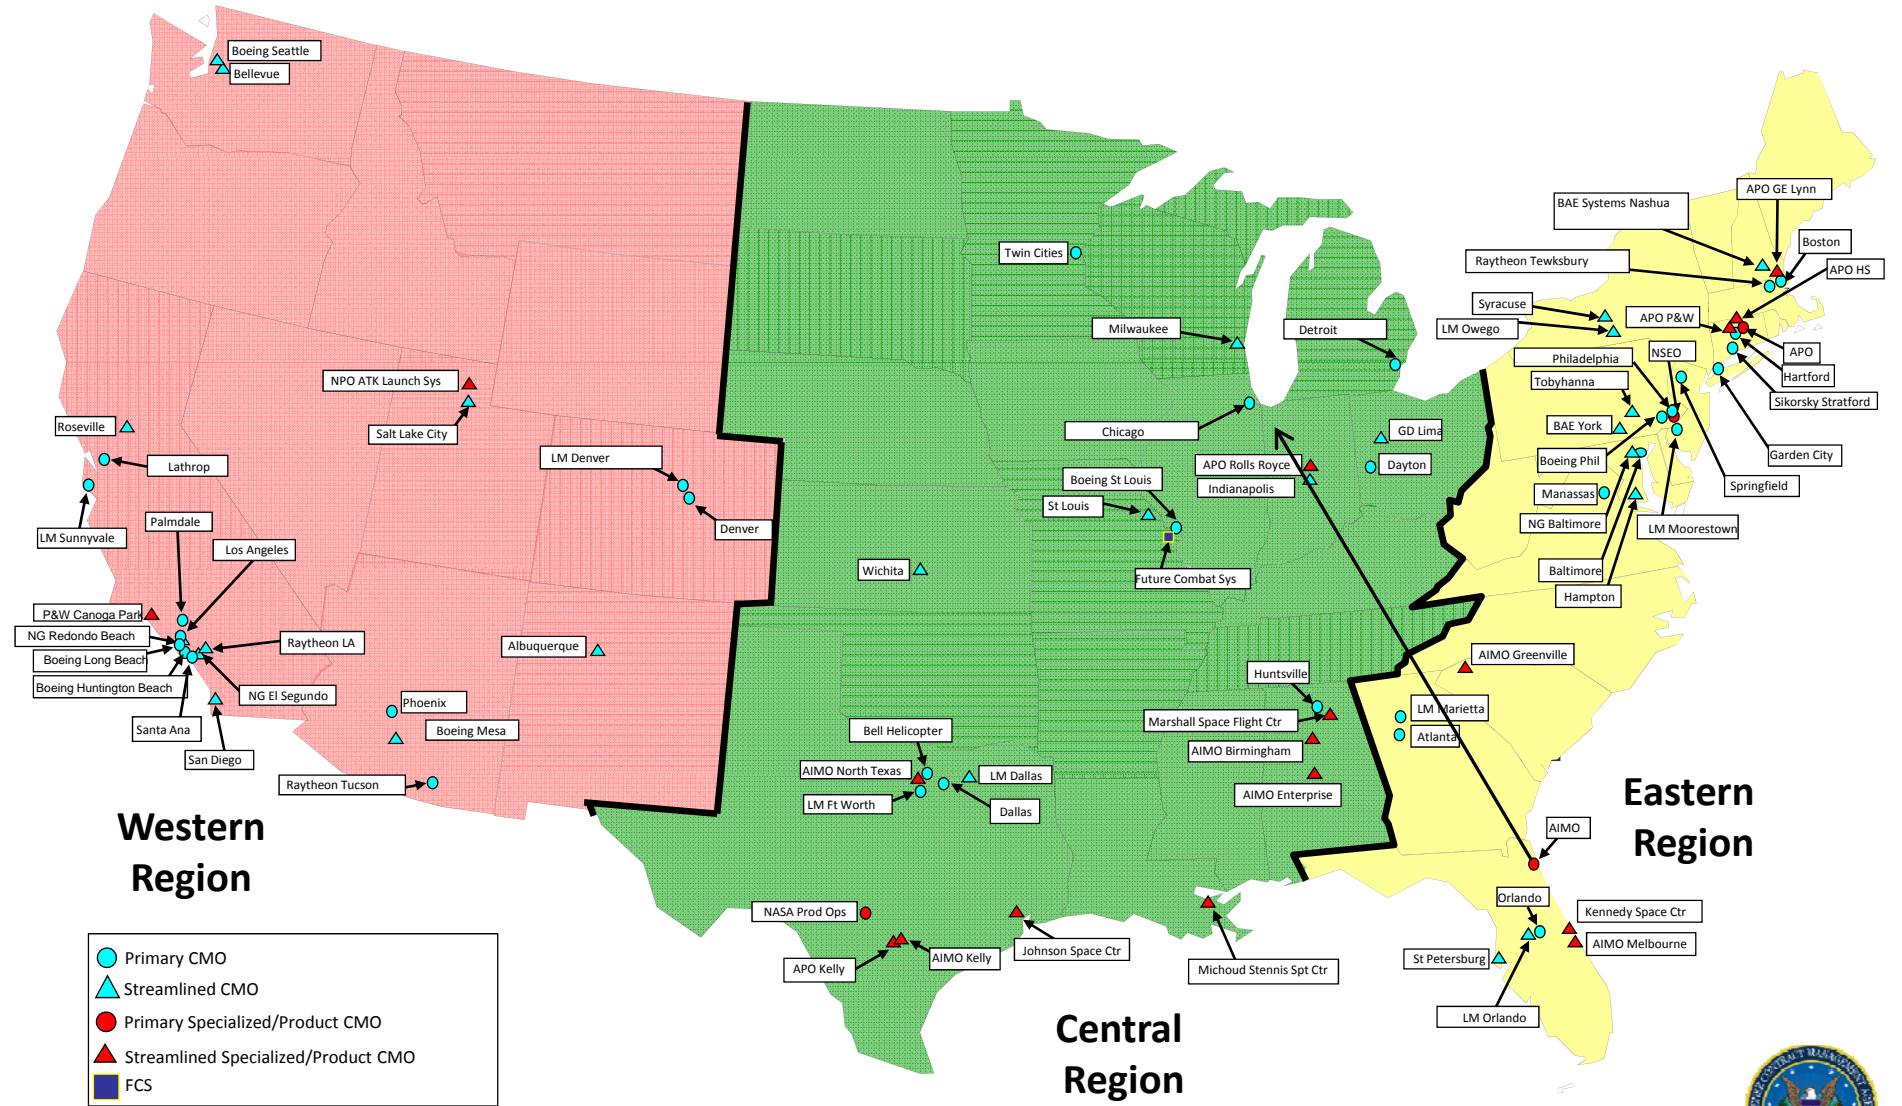 Boeing Seattle
Bellevue
Roseville
Lathrop
LM Sunnyvale
Palmdale
Los Angeles
P&W Canoga Park
NG Redondo Beach
Boeing Long Beach
Boeing Huntington Beach
Santa Ana
San Diego
NG El Segundo
Raytheon LA
NPO ATK Launch Sys
Salt Lake City
LM Denver
Denver
Albuquerque
Phoenix
Boeing Mesa
Raytheon Tucson
Western
Region
Twin Cities
Milwaukee
Detroit
Chicago
GD Lima
Dayton
APO Rolls Royce
Indianapolis
Boeing St Louis
St Louis
Future Combat Sys
Wichita
Huntsville
Marshall Space Flight Ctr
AIMO Birmingham
AIMO Enterprise
Bell Helicopter
AIMO North Texas
LM Ft Worth
LM Dallas
Dallas
NASA Prod Ops
APO Kelly
AIMO Kelly
Johnson Space Ctr
Michoud Stennis Spt Ctr
Central
Region
APO GE Lynn
BAE Systems Nashua
Boston
Raytheon Tewksbury
APO HS
Syracuse
LM Owego
APO P&W
NSEO
Philadelphia
Tobyhanna
APO
Hartford
Sikorsky Stratford
BAE York
Garden City
Boeing Phil
Springfield
Manassas
NG Baltimore
LM Moorestown
Baltimore
Hampton
AIMO Greenville
LM Marietta
Atlanta
Eastern
Region
AIMO
Orlando
Kennedy Space Ctr
AIMO Melbourne
St Petersburg
LM Orlando
Primary CMO
Streamlined CMO
Primary Specialized/Product CMO
Streamlined Specialized/Product CMO
FCS
CONTRACT MANAGEMENT